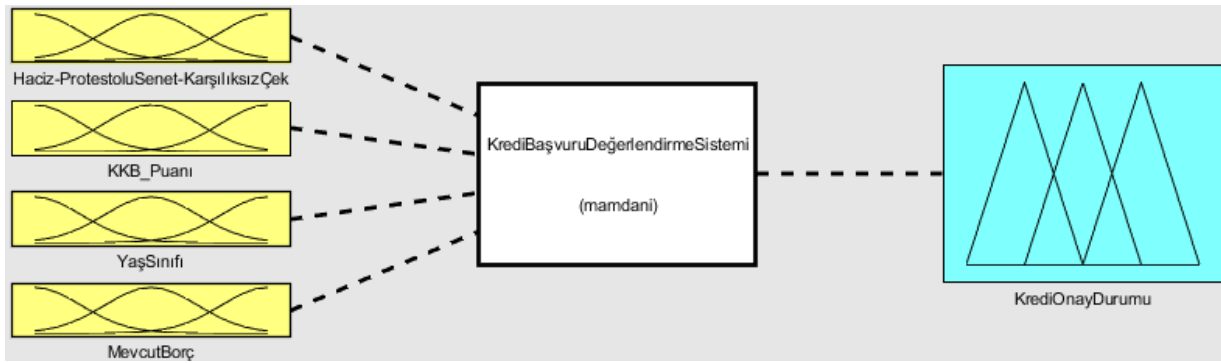 Haciz-ProtestoluSenet-KarşılıksızÇek
KKB_Puanı
YaşSınıfı
MevcutBorç
KrediBaşvuruDeğerlendirmeSistemi
(mamdani)
KrediOnayDurumu